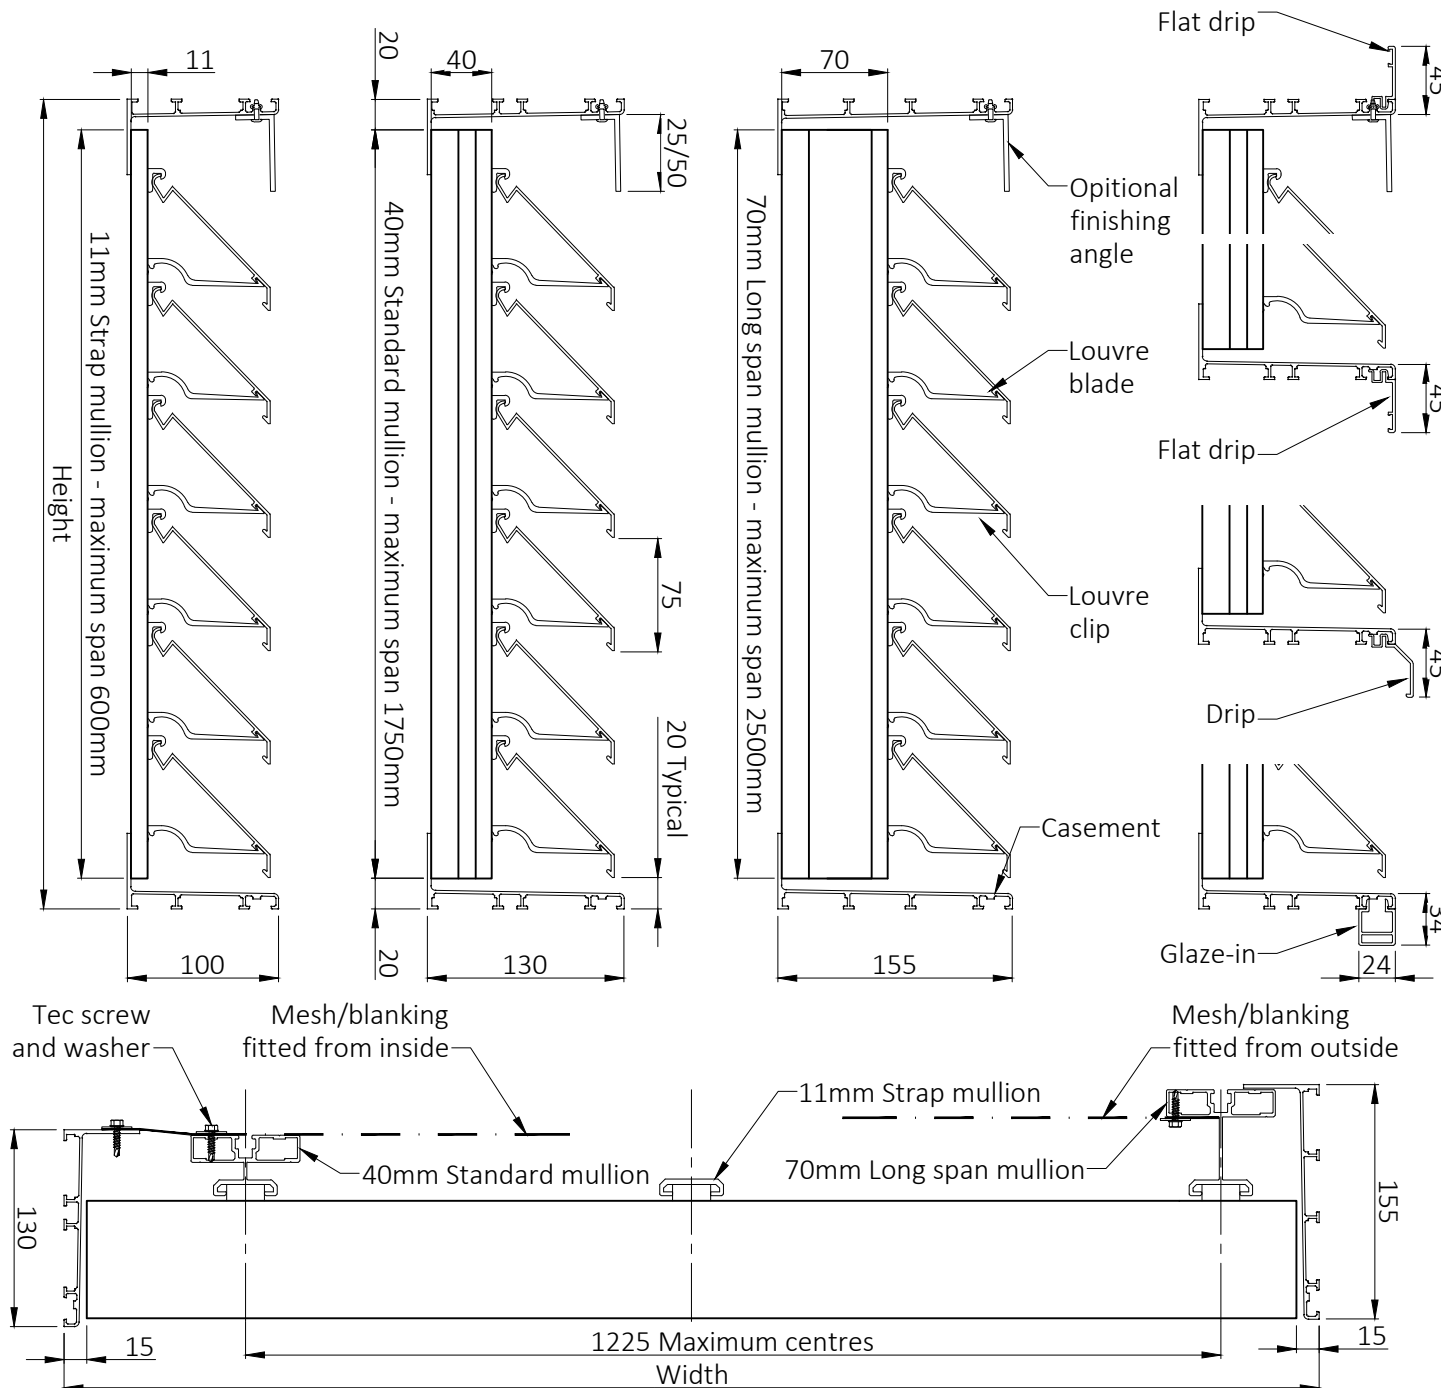 Flat drip
11
20
40
70
45
25/50
Opitional
finishing
angle
11mm Strap mullion - maximum span 600mm
40mm Standard mullion - maximum span 1750mm
70mm Long span mullion - maximum span 2500mm
Height
Louvre
blade
45
Flat drip
75
Louvre
clip
45
Drip
20 Typical
Casement
34
Glaze-in
24
100
20
130
155
Tec screw
and washer
Mesh/blanking
fitted from inside
Mesh/blanking
fitted from outside
11mm Strap mullion
40mm Standard mullion
70mm Long span mullion
130
155
15
1225 Maximum centres
15
Width